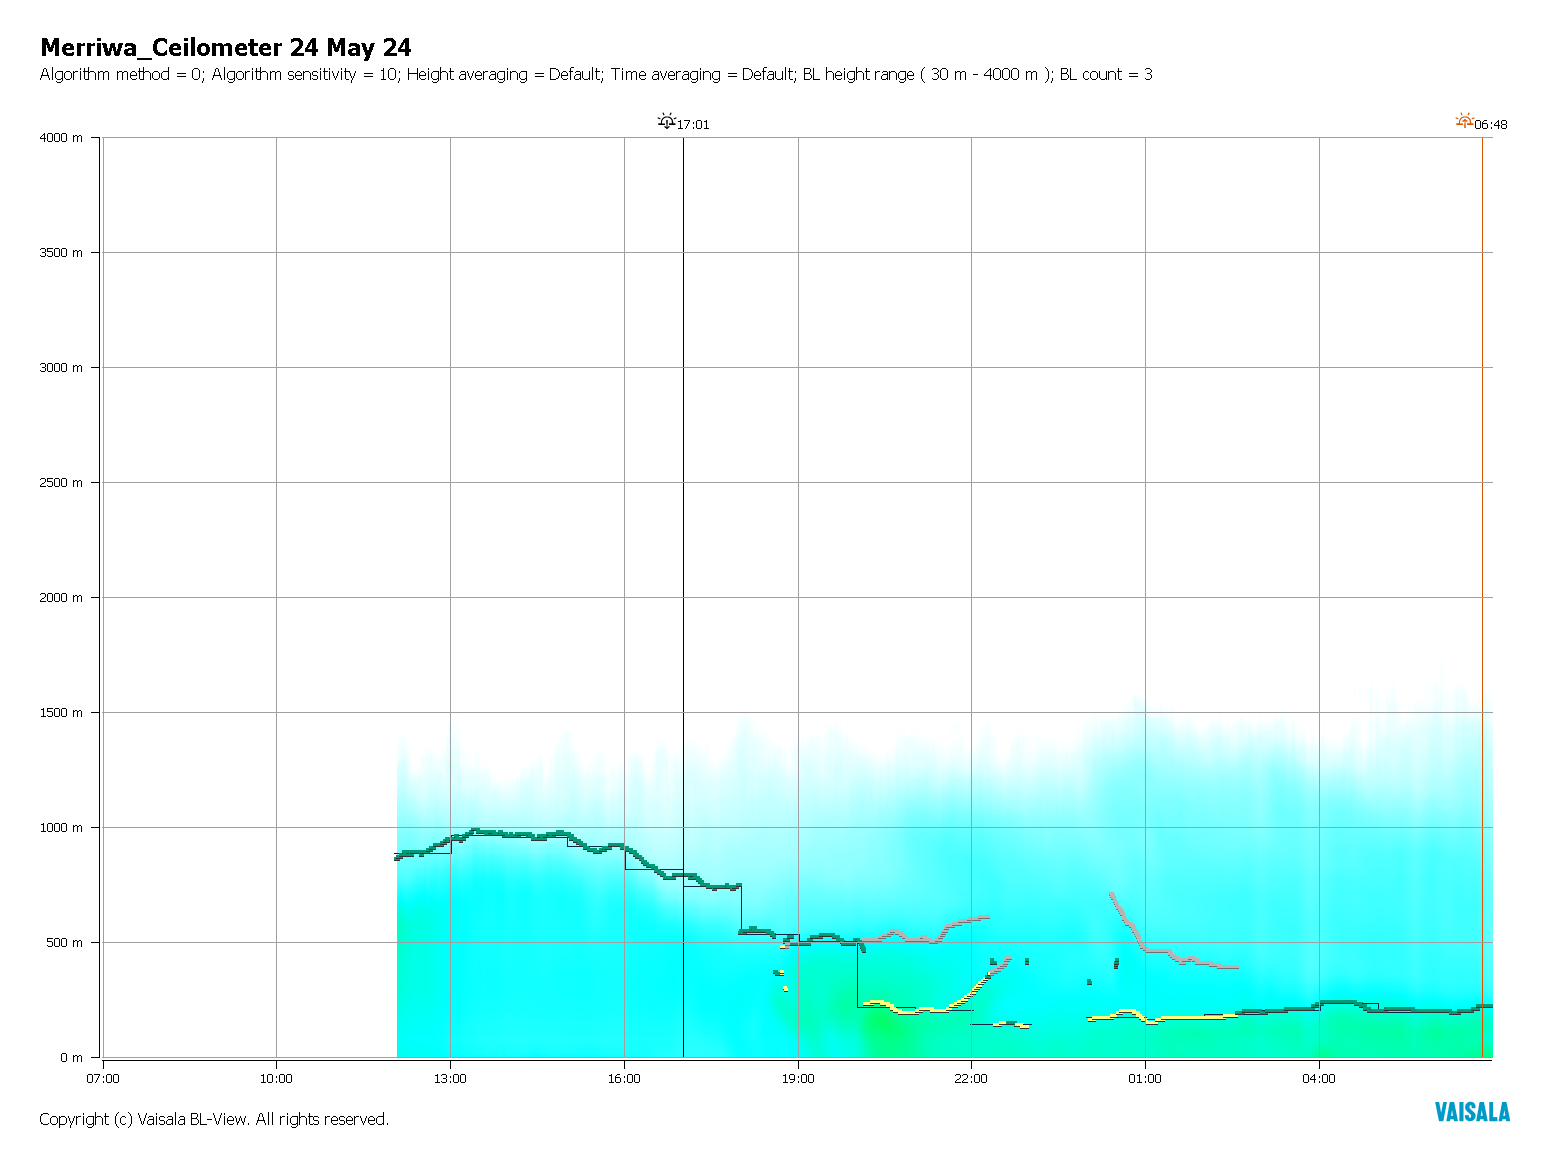 Merriwa_Ceilometer 24 May 24
Algorithm method = 0; Algorithm sensitivity = 10; Height averaging = Default; Time averaging = Default; BL height range ( 30 m - 4000 m ); BL count = 3
17:01
06:48
4000 m
3500 m
3000 m
2500 m
2000 m
1500 m
1000 m
500 m
0 m
07:00 10:00 13:00 16:00 19:00 22:00 01:00 04:00
Copyright (c) Vaisala BL-View. All rights reserved.
VAISALA